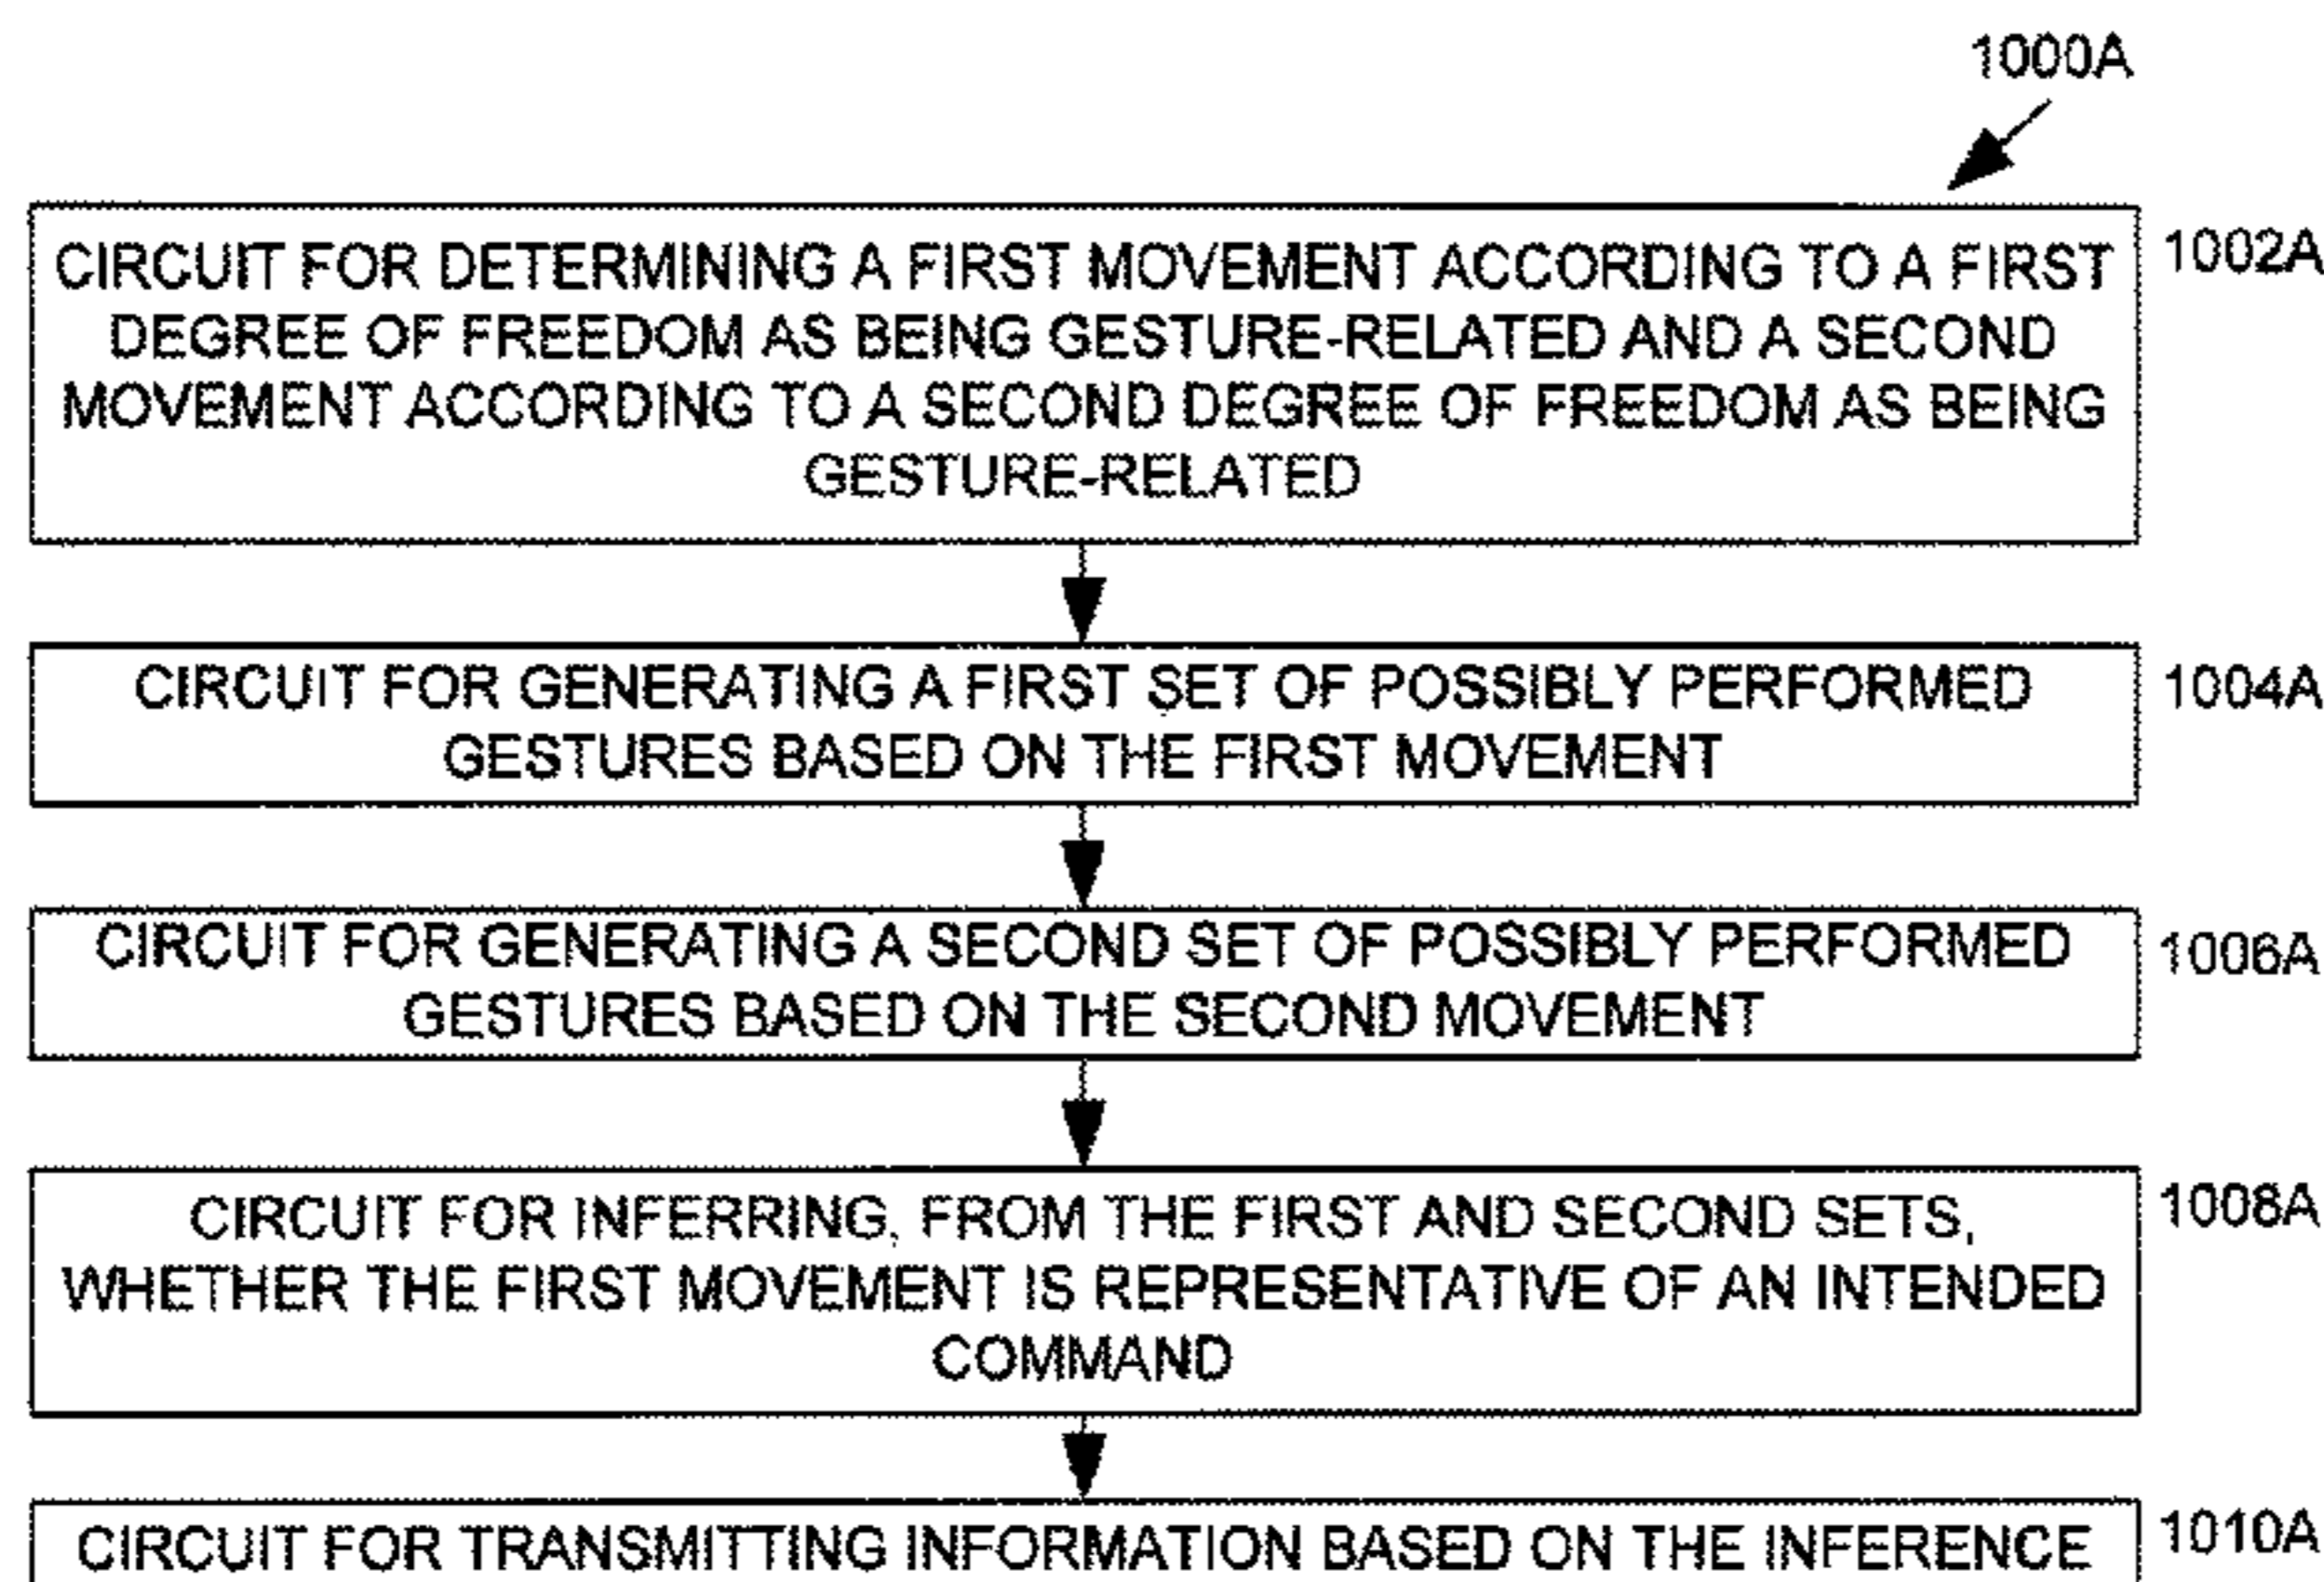 1000A
CIRCUIT FOR DETERMINING A FIRST MOVEMENT ACCORDING TO A FIRST
1002A
DEGREE OF FREEDOM AS BEING GESTURE-RELATED AND A SECOND
MOVEMENT ACCORDING TO A SECOND DEGREE OF FREEDOM AS BEING
GESTURE-RELATED
CIRCUIT FOR GENERATING A FIRST SET OF POSSIBLY PERFORMED
1004A
GESTURES BASED ON THE FIRST MOVEMENT
CIRCUIT FOR GENERATING A SECOND SET OF POSSIBLY PERFORMED
1006A
GESTURES BASED ON THE SECOND MOVEMENT
CIRCUIT FOR INFERRING, FROM THE FIRST AND SECOND SETS,
1008A
WHETHER THE FIRST MOVEMENT IS REPRESENTATIVE OF AN INTENDED
COMMAND
CIRCUIT FOR TRANSMITTING INFORMATION BASED ON THE INFERENCE
1010A